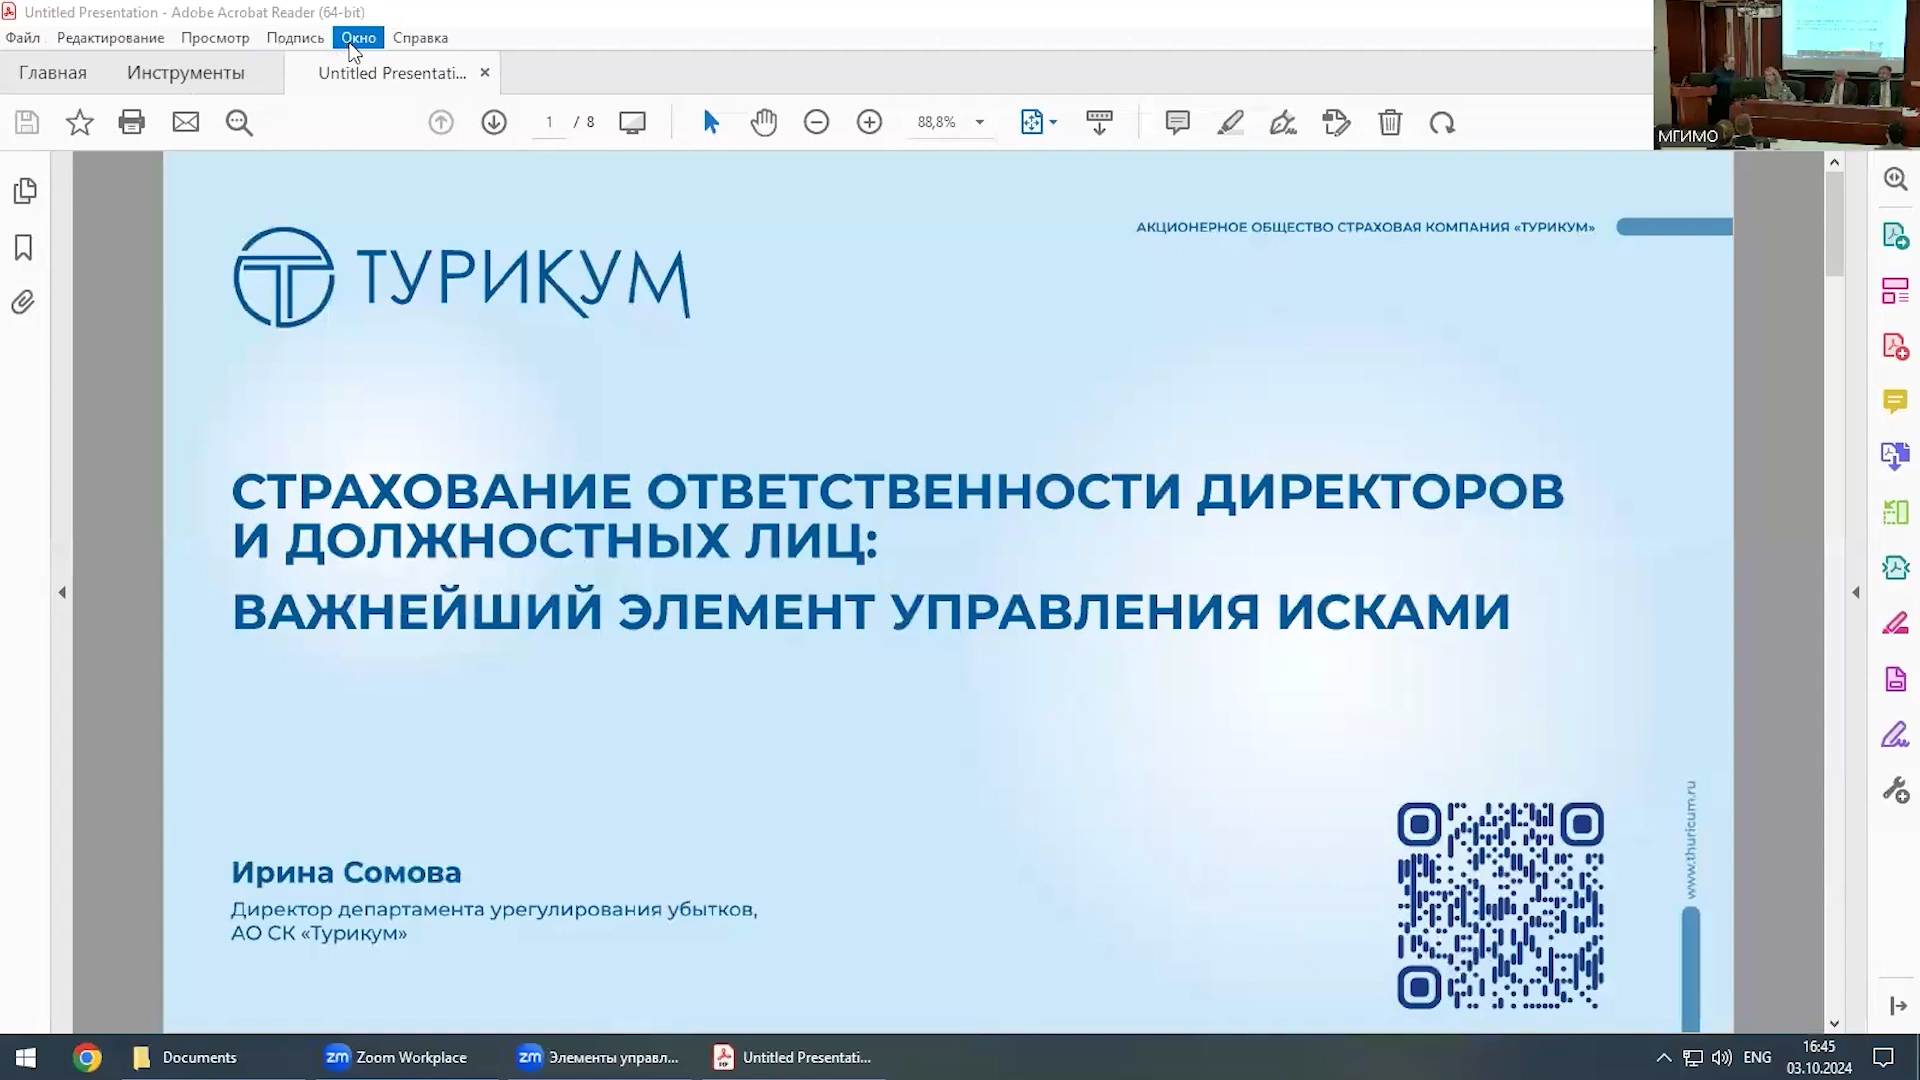 Untitled Presentation - Adobe Acrobat Reader (64-bit)
Файл Редактирование Просмотр Подпись Окно Справка
Главная Инструменты Untitled Presentati... ×
1 / 8 88,8%
МГИМО
ТУРИКУМ
АКЦИОНЕРНОЕ ОБЩЕСТВО СТРАХОВАЯ КОМПАНИЯ «ТУРИКУМ»
СТРАХОВАНИЕ ОТВЕТСТВЕННОСТИ ДИРЕКТОРОВ
И ДОЛЖНОСТНЫХ ЛИЦ:
ВАЖНЕЙШИЙ ЭЛЕМЕНТ УПРАВЛЕНИЯ ИСКАМИ
Ирина Сомова
Директор департамента урегулирования убытков,
АО СК «Турикум»
www.thuricum.ru
Documents
zm Zoom Workplace
zm Элементы управл...
Untitled Presentati...
ENG
16:45
03.10.2024